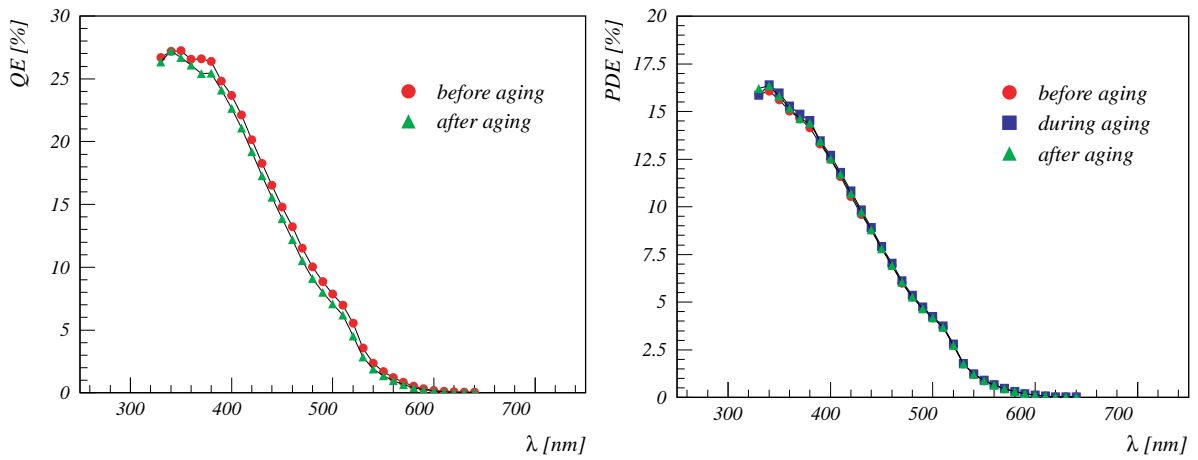 QE [%]
30
25
20
15
10
5
0
before aging
after aging
300
400
500
600
700
λ [nm]
PDE [%]
20
17.5
15
12.5
10
7.5
5
2.5
0
before aging
during aging
after aging
300
400
500
600
700
λ [nm]